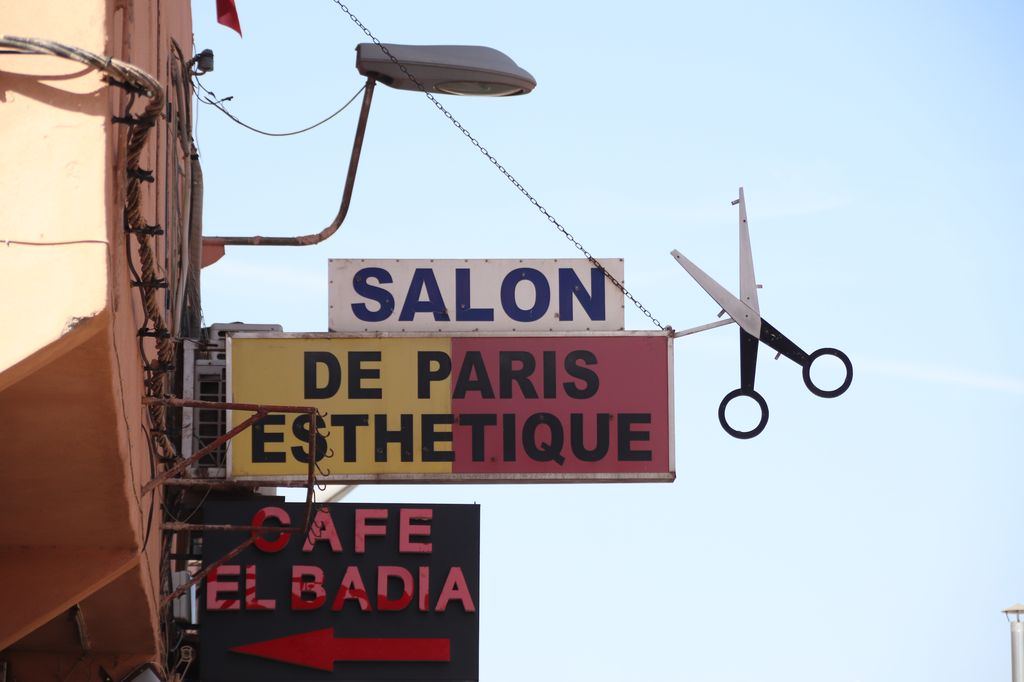 SALON
DE PARIS
ESTHETIQUE
CAFE
EL BADIA